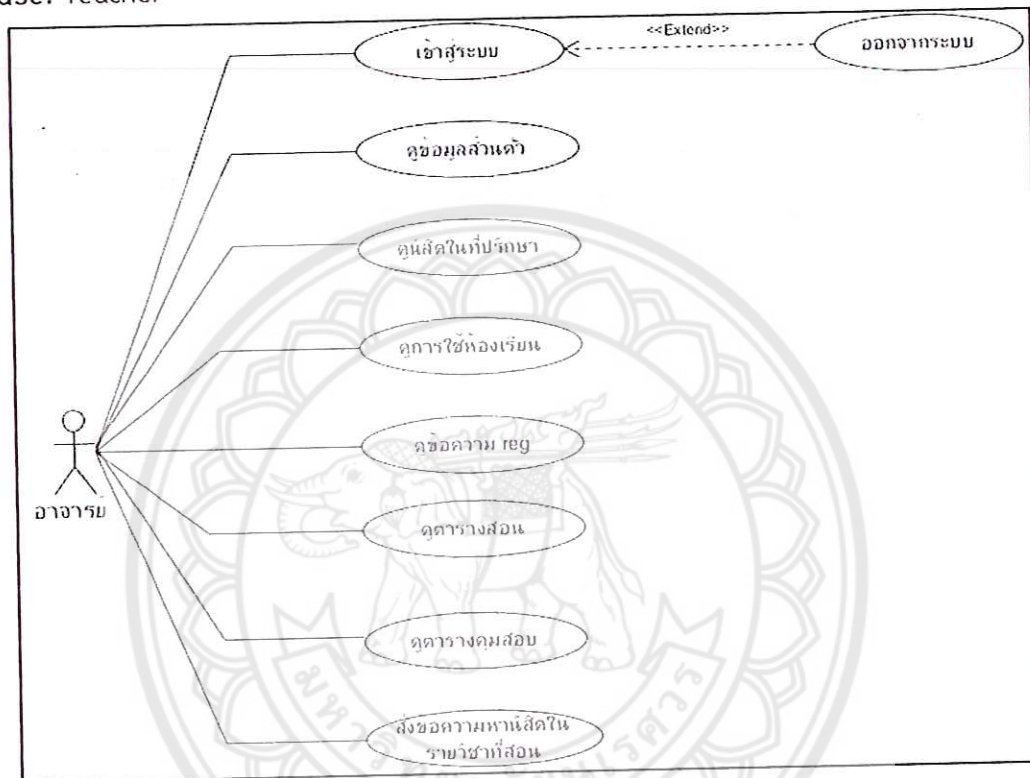 use: Teacher
เข้าสู่ระบบ
<<Extend>>
ออกจากระบบ
ดูข้อมูลส่วนตัว
ดูนิสิตในที่ปรึกษา
ดูการใช้ห้องเรียน
ดูข้อความ reg
อาจารย์
ดูตารางสอน
ดูตารางคุมสอบ
ส่งข้อความหานิสิตใน
รายวิชาที่สอน